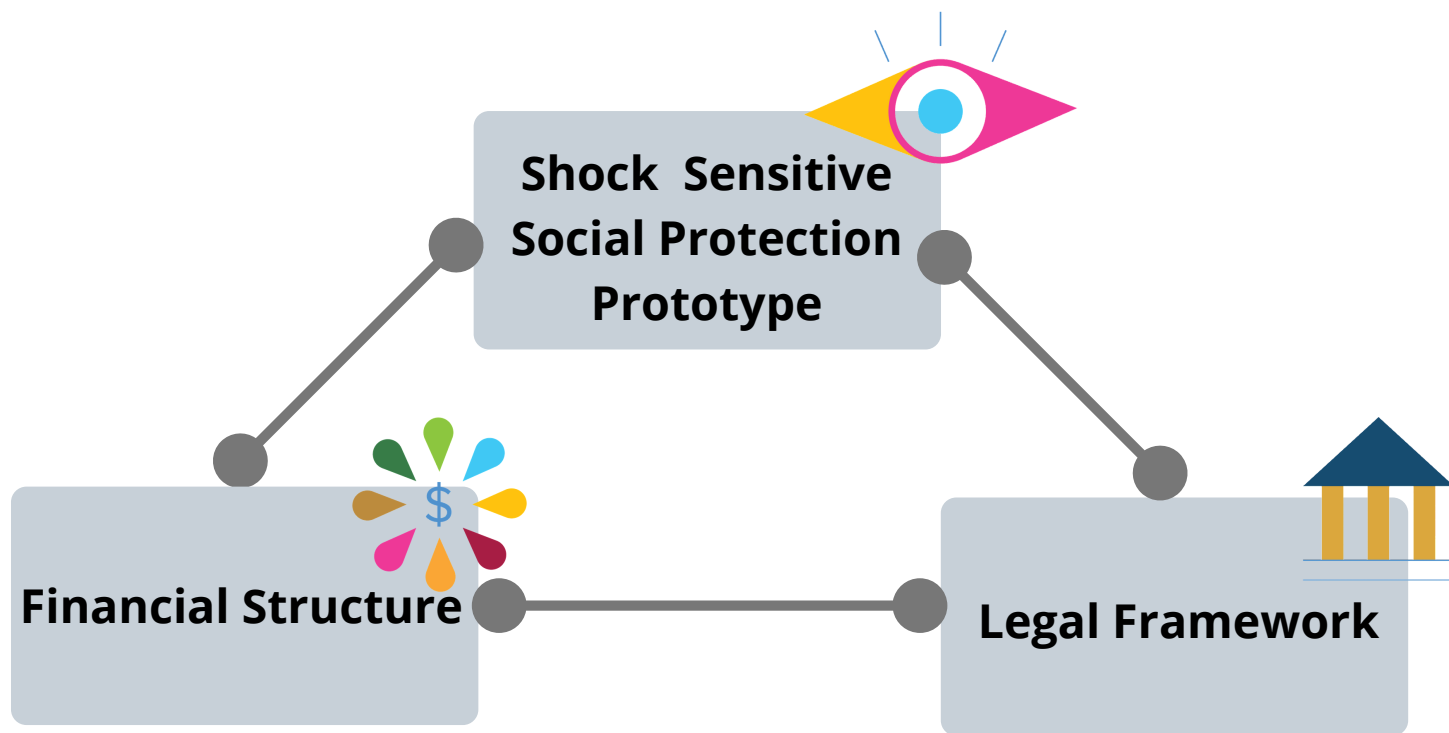 Shock Sensitive
Social Protection
Prototype
$
Financial Structure
Legal Framework